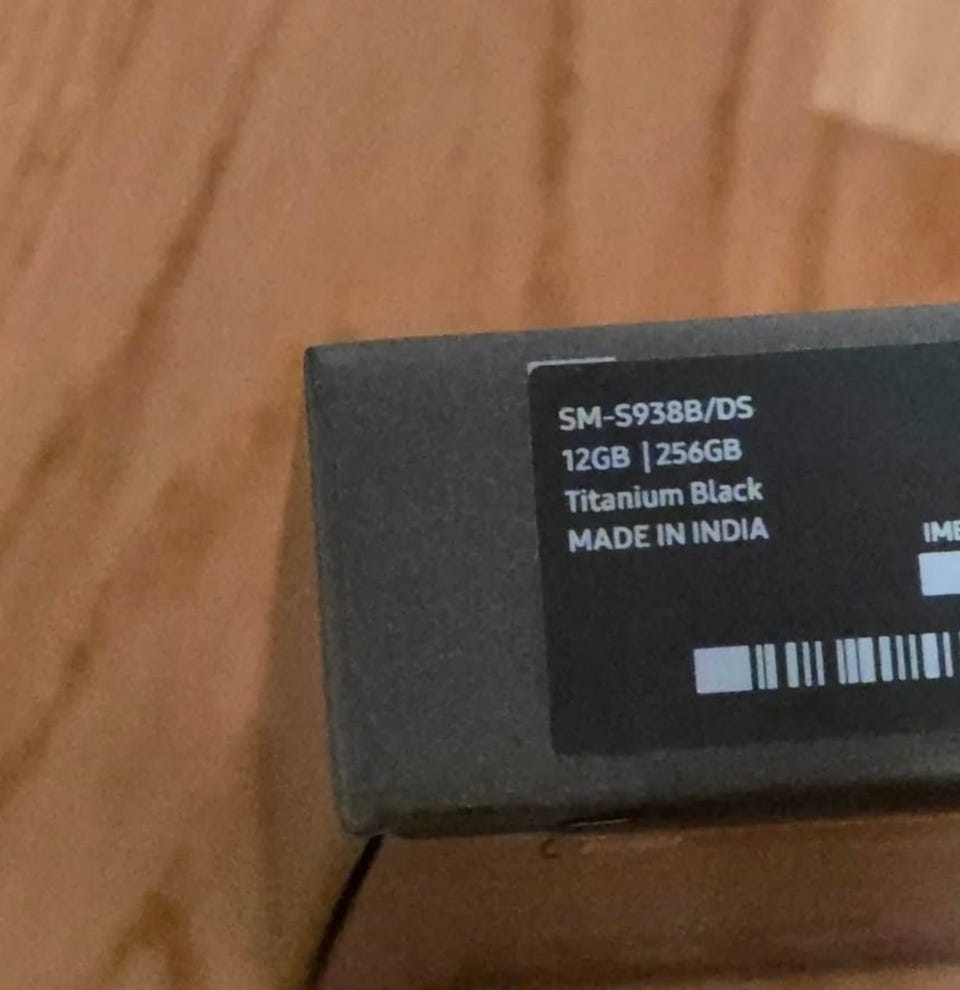 SM-S938B/DS
12GB | 256GB
Titanium Black
MADE IN INDIA